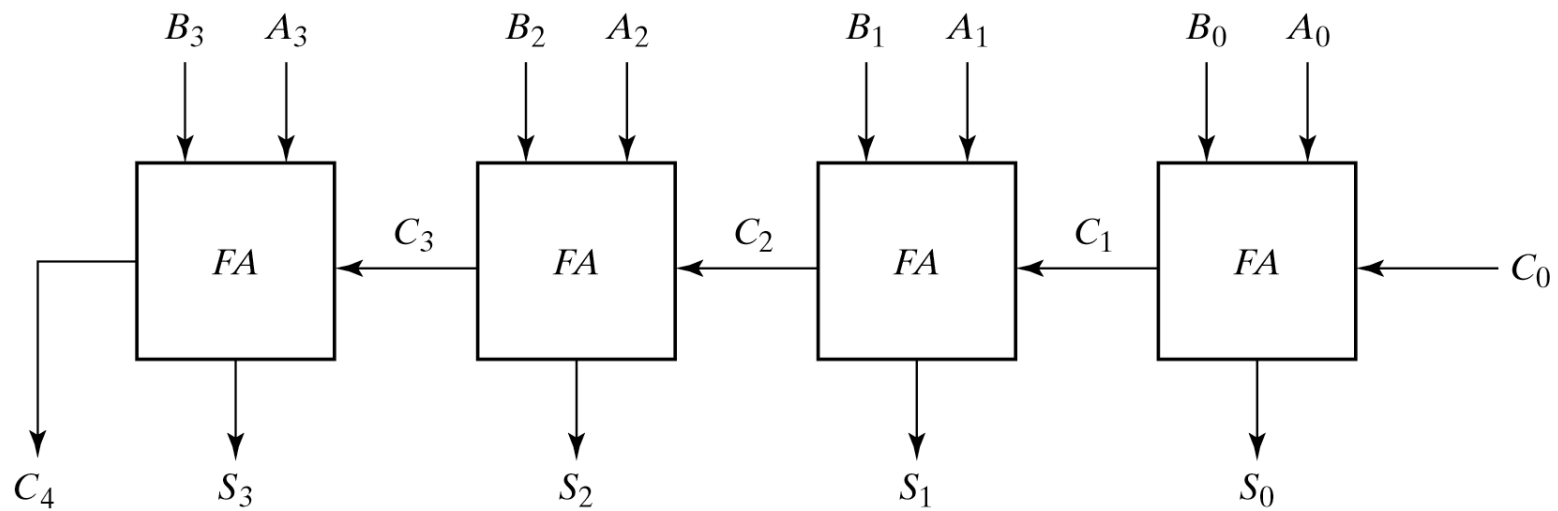 B₃ A₃ B₂ A₂ B₁ A₁ B₀ A₀
C₃ C₂ C₁
FA FA FA FA C₀
C₄ S₃ S₂ S₁ S₀